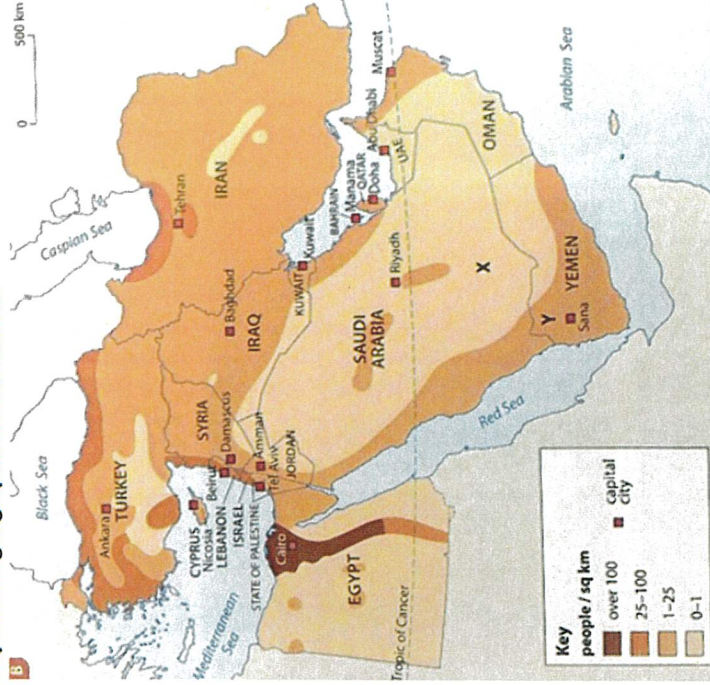 B
0 500 km
Black Sea
Caspian Sea
Ankara
TURKEY
Tehran
CYPRUS
Nicosia
SYRIA
Mediterranean
Sea
Beirut
LEBANON
Damascus
Baghdad
IRAN
ISRAEL
Tel Aviv
Amman
IRAQ
STATE OF PALESTINE
JORDAN
KUWAIT
Kuwait
Cairo
BAHRAIN
Manama
QATAR
Doha
Abu Dhabi
Muscat
EGYPT
SAUDI
ARABIA
Riyadh
UAE
Tropic of Cancer
OMAN
Red Sea
X
Y
YEMEN
Sana
Arabian Sea
Key
people / sq km
over 100
25–100
1–25
0–1
capital
city